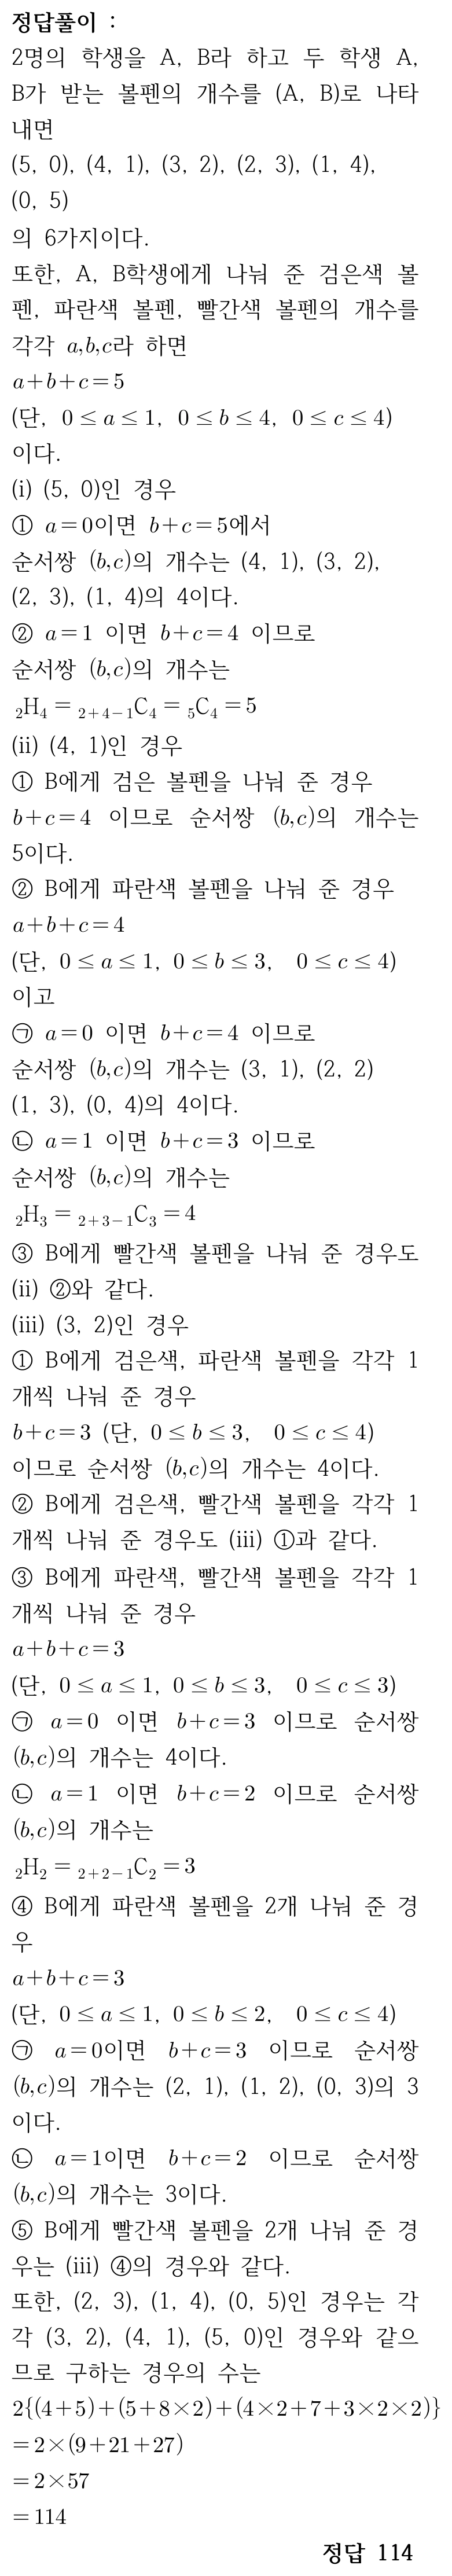 정답풀이 :
2명의 학생을 A, B라 하고 두 학생 A,
B가 받는 볼펜의 개수를 (A, B)로 나타
내면
(5, 0), (4, 1), (3, 2), (2, 3), (1, 4),
(0, 5)
의 6가지이다.
또한, A, B학생에게 나눠 준 검은색 볼
펜, 파란색 볼펜, 빨간색 볼펜의 개수를
각각 a,b,c라 하면
a+b+c=5
(단, 0≤a≤1, 0≤b≤4, 0≤c≤4)
이다.
(i) (5, 0)인 경우
① a=0이면 b+c=5에서
순서쌍 (b,c)의 개수는 (4, 1), (3, 2),
(2, 3), (1, 4)의 4이다.
② a=1 이면 b+c=4 이므로
순서쌍 (b,c)의 개수는
₂H₄ = ₂₊₄₋₁C₄ = ₅C₄ = 5
(ii) (4, 1)인 경우
① B에게 검은 볼펜을 나눠 준 경우
b+c=4 이므로 순서쌍 (b,c)의 개수는
5이다.
② B에게 파란색 볼펜을 나눠 준 경우
a+b+c=4
(단, 0≤a≤1, 0≤b≤3, 0≤c≤4)
이고
㉠ a=0 이면 b+c=4 이므로
순서쌍 (b,c)의 개수는 (3, 1), (2, 2)
(1, 3), (0, 4)의 4이다.
㉡ a=1 이면 b+c=3 이므로
순서쌍 (b,c)의 개수는
₂H₃ = ₂₊₃₋₁C₃ = 4
③ B에게 빨간색 볼펜을 나눠 준 경우도
(ii) ②와 같다.
(iii) (3, 2)인 경우
① B에게 검은색, 파란색 볼펜을 각각 1
개씩 나눠 준 경우
b+c=3 (단, 0≤b≤3, 0≤c≤4)
이므로 순서쌍 (b,c)의 개수는 4이다.
② B에게 검은색, 빨간색 볼펜을 각각 1
개씩 나눠 준 경우도 (iii) ①과 같다.
③ B에게 파란색, 빨간색 볼펜을 각각 1
개씩 나눠 준 경우
a+b+c=3
(단, 0≤a≤1, 0≤b≤3, 0≤c≤3)
㉠ a=0 이면 b+c=3 이므로 순서쌍
(b,c)의 개수는 4이다.
㉡ a=1 이면 b+c=2 이므로 순서쌍
(b,c)의 개수는
₂H₂ = ₂₊₂₋₁C₂ = 3
④ B에게 파란색 볼펜을 2개 나눠 준 경
우
a+b+c=3
(단, 0≤a≤1, 0≤b≤2, 0≤c≤4)
㉠ a=0이면 b+c=3 이므로 순서쌍
(b,c)의 개수는 (2, 1), (1, 2), (0, 3)의 3
이다.
㉡ a=1이면 b+c=2 이므로 순서쌍
(b,c)의 개수는 3이다.
⑤ B에게 빨간색 볼펜을 2개 나눠 준 경
우는 (iii) ④의 경우와 같다.
또한, (2, 3), (1, 4), (0, 5)인 경우는 각
각 (3, 2), (4, 1), (5, 0)인 경우와 같으
므로 구하는 경우의 수는
2{(4+5)+(5+8×2)+(4×2+7+3×2×2)}
=2×(9+21+27)
=2×57
=114
정답 114